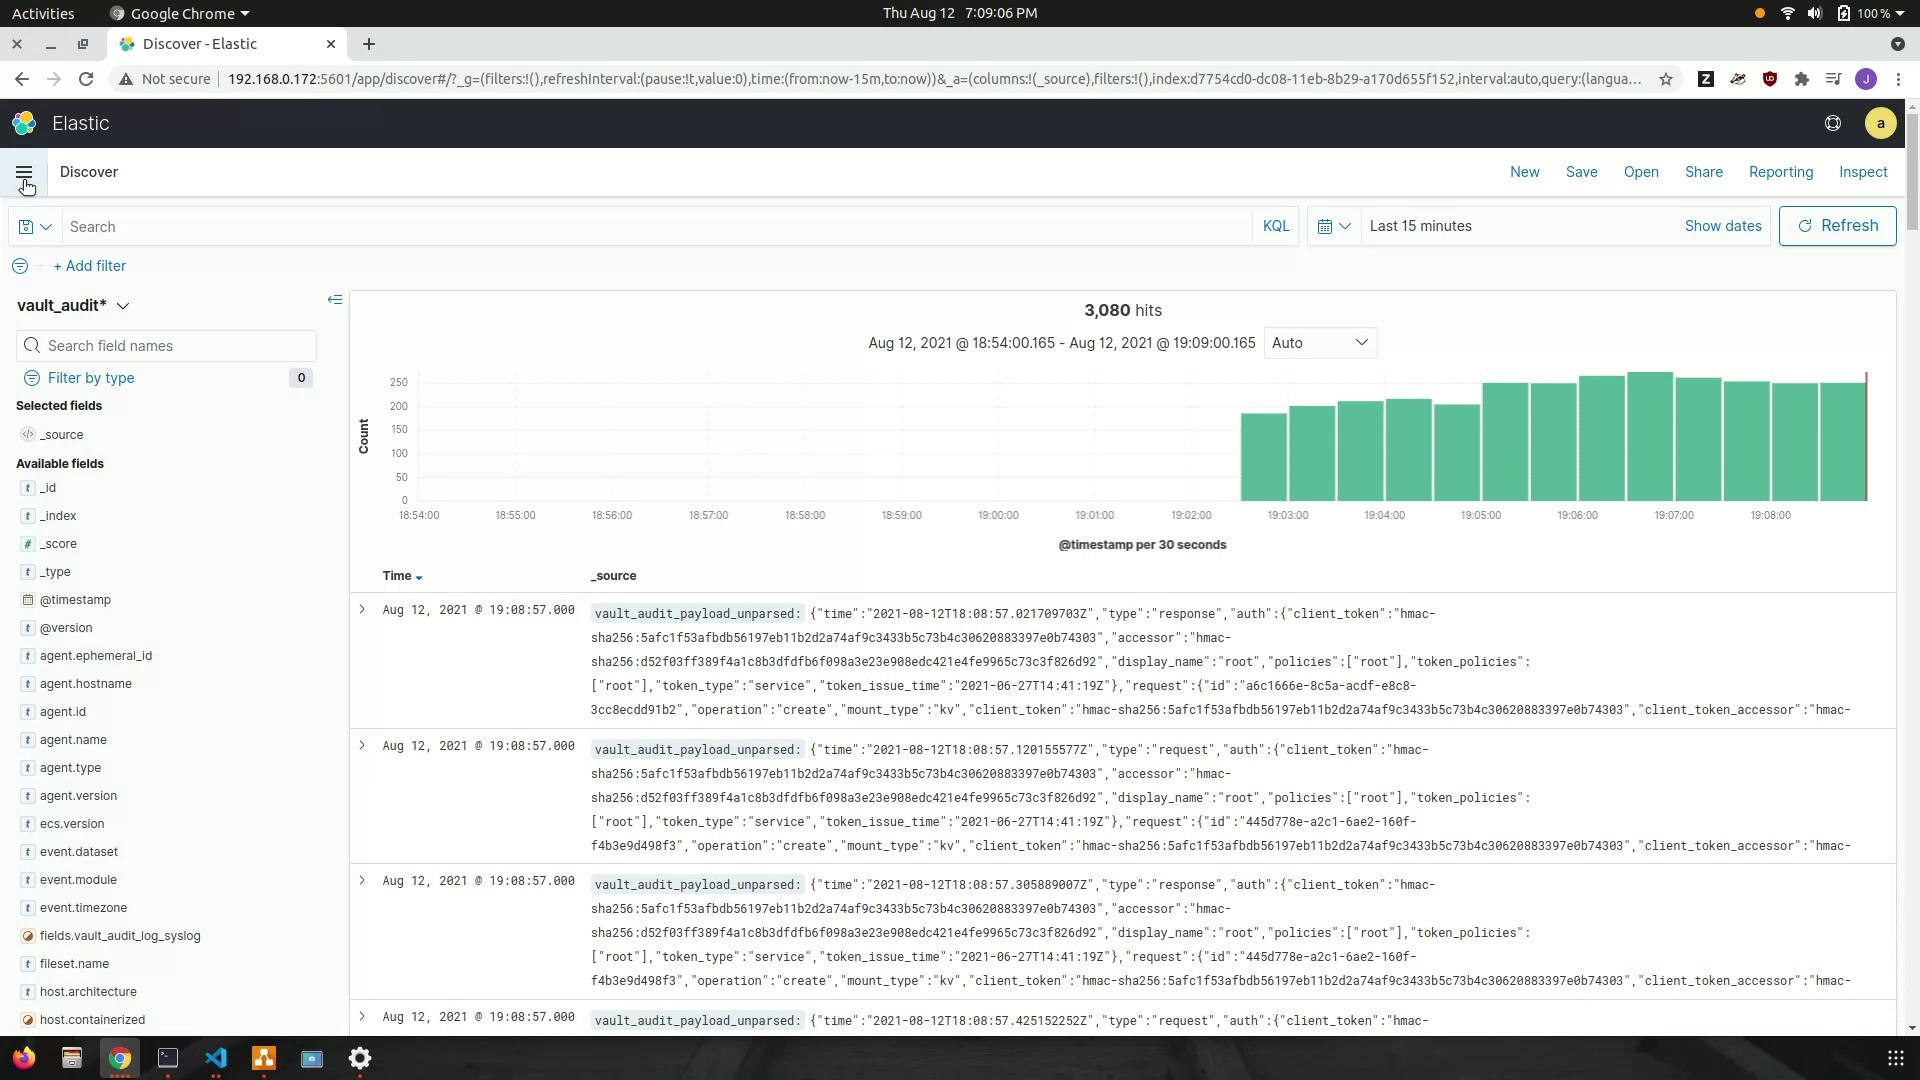 Activities
Google Chrome
Thu Aug 12 7:09:06 PM
100 %
Discover - Elastic
Not secure
192.168.0.172:5601/app/discover#/?_g=(filters:!(),refreshInterval:(pause:!t,value:0),time:(from:now-15m,to:now))&_a=(columns:!(_source),filters:!(),index:d7754cd0-dc08-11eb-8b29-a170d655f152,interval:auto,query:(langua...
Z
J
Elastic
a
Discover
New
Save
Open
Share
Reporting
Inspect
Search
KQL
Last 15 minutes
Show dates
Refresh
+ Add filter
vault_audit*
Search field names
Filter by type
0
Selected fields
_source
Available fields
t _id
t _index
# _score
t _type
@timestamp
t @version
t agent.ephemeral_id
t agent.hostname
t agent.id
t agent.name
t agent.type
t agent.version
t ecs.version
t event.dataset
t event.module
t event.timezone
fields.vault_audit_log_syslog
t fileset.name
t host.architecture
host.containerized
3,080 hits
Aug 12, 2021 @ 18:54:00.165 - Aug 12, 2021 @ 19:09:00.165
Auto
Count
250
200
150
100
50
0
18:54:00
18:55:00
18:56:00
18:57:00
18:58:00
18:59:00
19:00:00
19:01:00
19:02:00
19:03:00
19:04:00
19:05:00
19:06:00
19:07:00
19:08:00
@timestamp per 30 seconds
Time
_source
Aug 12, 2021 @ 19:08:57.000
vault_audit_payload_unparsed: {"time":"2021-08-12T18:08:57.021709703Z","type":"response","auth":{"client_token":"hmac-
sha256:5afc1f53afbdb56197eb11b2d2a74af9c3433b5c73b4c30620883397e0b74303","accessor":"hmac-
sha256:d52f03ff389f4a1c8b3dfdfb6f098a3e23e908edc421e4fe9965c73c3f826d92","display_name":"root","policies":["root"],"token_policies":
["root"],"token_type":"service","token_issue_time":"2021-06-27T14:41:19Z"},"request":{"id":"a6c1666e-8c5a-acdf-e8c8-
3cc8ecdd91b2","operation":"create","mount_type":"kv","client_token":"hmac-sha256:5afc1f53afbdb56197eb11b2d2a74af9c3433b5c73b4c30620883397e0b74303","client_token_accessor":"hmac-
Aug 12, 2021 @ 19:08:57.000
vault_audit_payload_unparsed: {"time":"2021-08-12T18:08:57.120155577Z","type":"request","auth":{"client_token":"hmac-
sha256:5afc1f53afbdb56197eb11b2d2a74af9c3433b5c73b4c30620883397e0b74303","accessor":"hmac-
sha256:d52f03ff389f4a1c8b3dfdfb6f098a3e23e908edc421e4fe9965c73c3f826d92","display_name":"root","policies":["root"],"token_policies":
["root"],"token_type":"service","token_issue_time":"2021-06-27T14:41:19Z"},"request":{"id":"445d778e-a2c1-6ae2-160f-
f4b3e9d498f3","operation":"create","mount_type":"kv","client_token":"hmac-sha256:5afc1f53afbdb56197eb11b2d2a74af9c3433b5c73b4c30620883397e0b74303","client_token_accessor":"hmac-
Aug 12, 2021 @ 19:08:57.000
vault_audit_payload_unparsed: {"time":"2021-08-12T18:08:57.305889007Z","type":"response","auth":{"client_token":"hmac-
sha256:5afc1f53afbdb56197eb11b2d2a74af9c3433b5c73b4c30620883397e0b74303","accessor":"hmac-
sha256:d52f03ff389f4a1c8b3dfdfb6f098a3e23e908edc421e4fe9965c73c3f826d92","display_name":"root","policies":["root"],"token_policies":
["root"],"token_type":"service","token_issue_time":"2021-06-27T14:41:19Z"},"request":{"id":"445d778e-a2c1-6ae2-160f-
f4b3e9d498f3","operation":"create","mount_type":"kv","client_token":"hmac-sha256:5afc1f53afbdb56197eb11b2d2a74af9c3433b5c73b4c30620883397e0b74303","client_token_accessor":"hmac-
Aug 12, 2021 @ 19:08:57.000
vault_audit_payload_unparsed: {"time":"2021-08-12T18:08:57.425152252Z","type":"request","auth":{"client_token":"hmac-